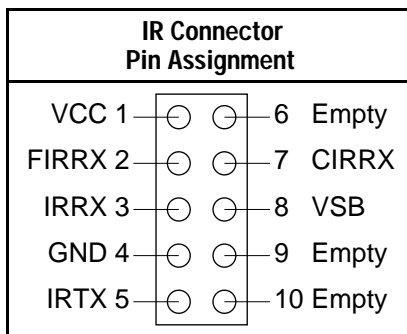 IR Connector
Pin Assignment
VCC 1 6 Empty
FIRRX 2 7 CIRRX
IRRX 3 8 VSB
GND 4 9 Empty
IRTX 5 10 Empty